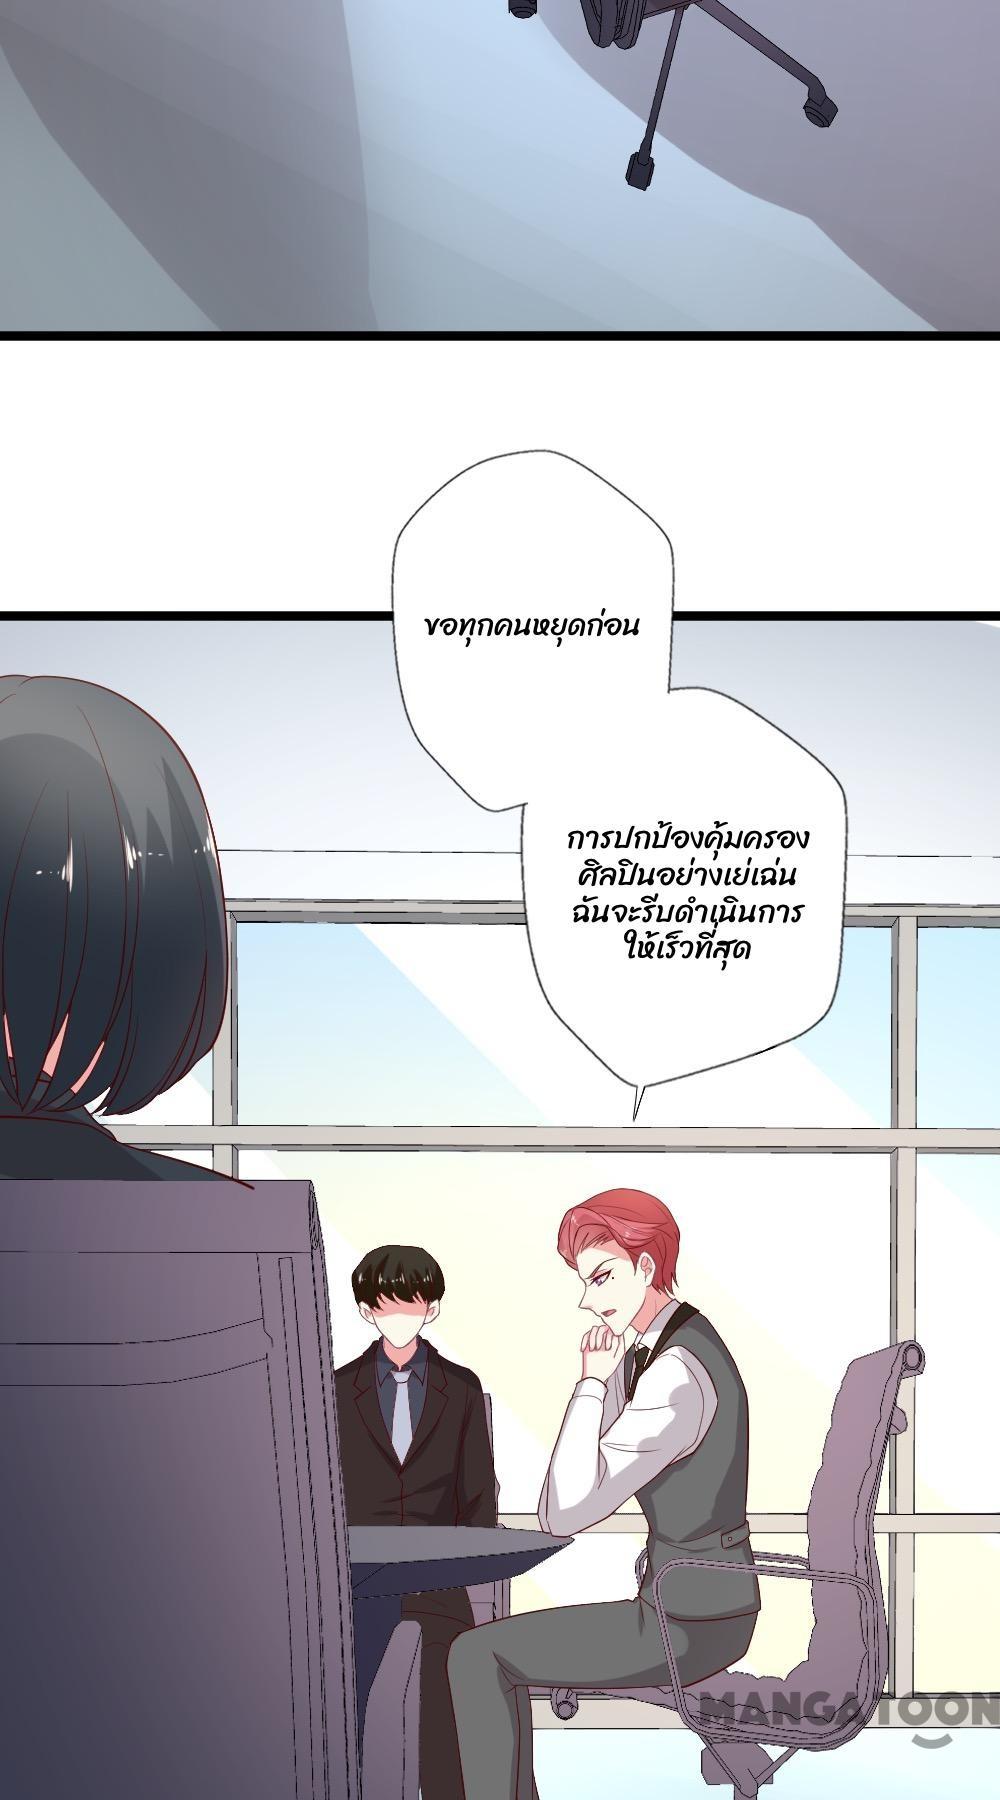 ขอทุกคนหยุดก่อน
การปกป้องคุ้มครอง
ศิลปินอย่างเย่เฉ่น
ฉันจะรีบดำเนินการ
ให้เร็วที่สุด
MANGATOON